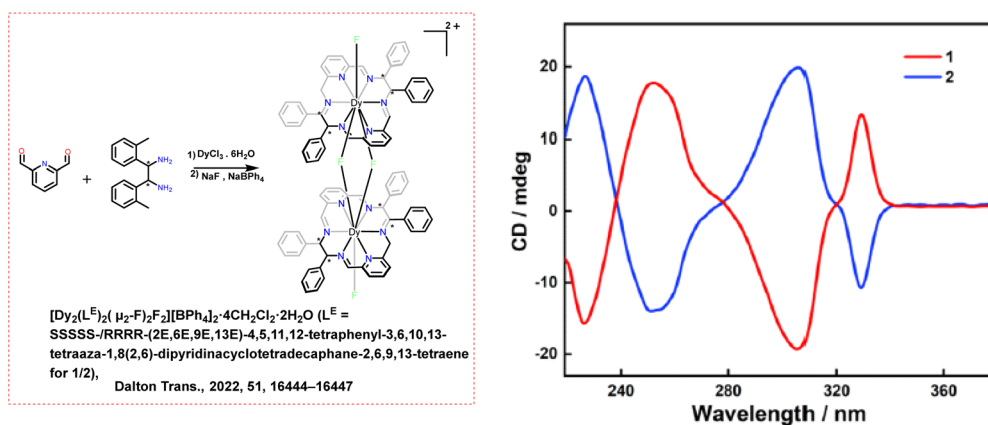 F
2+
N
N
N
Dy
N
N
N
O
O
N
NH2
NH2
+
1) DyCl3 . 6H2O
2) NaF , NaBPh4
F
F
N
N
N
Dy
N
N
N
F
[Dy2(L^E)2( μ2-F)2F2][BPh4]2·4CH2Cl2·2H2O (L^E =
SSSSS-/RRRR-(2E,6E,9E,13E)-4,5,11,12-tetraphenyl-3,6,10,13-
tetraaza-1,8(2,6)-dipyridinacyclotetradecaphane-2,6,9,13-tetraene
for 1/2),
Dalton Trans., 2022, 51, 16444–16447
CD / mdeg
20
10
0
-10
-20
1
2
240
280
320
360
Wavelength / nm